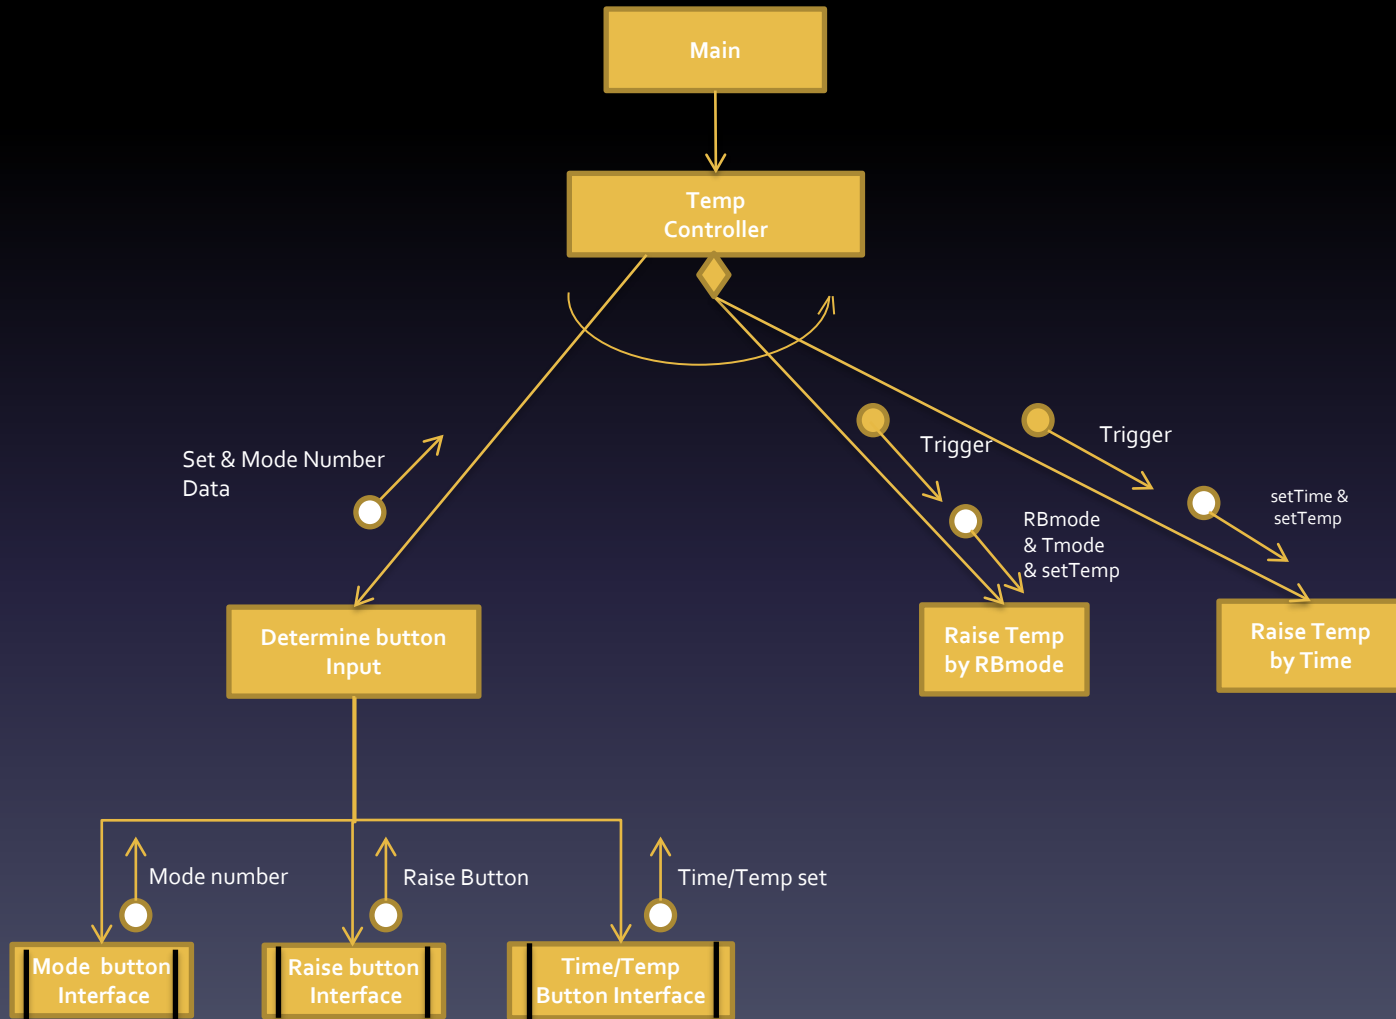 Main
Temp
Controller
Set & Mode Number
Data
Trigger
Trigger
RBmode
& Tmode
& setTemp
setTime &
setTemp
Determine button
Input
Raise Temp
by RBmode
Raise Temp
by Time
Mode number
Raise Button
Time/Temp set
Mode button
Interface
Raise button
Interface
Time/Temp
Button Interface